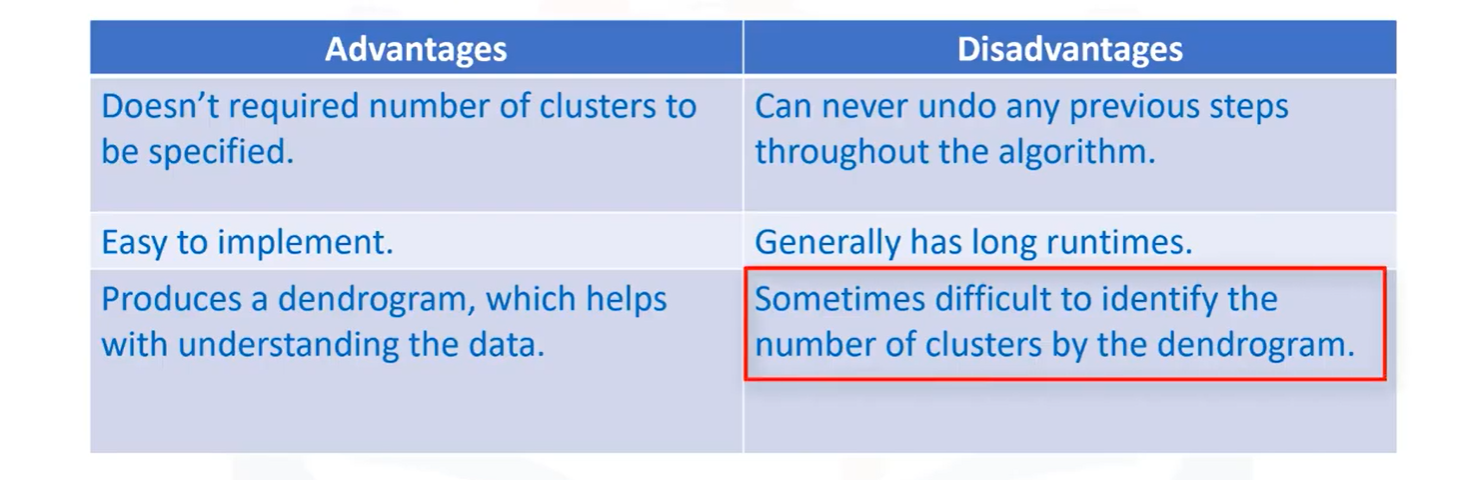 Advantages
Disadvantages
Doesn't required number of clusters to
be specified.
Can never undo any previous steps
throughout the algorithm.
Easy to implement.
Generally has long runtimes.
Produces a dendrogram, which helps
with understanding the data.
Sometimes difficult to identify the
number of clusters by the dendrogram.